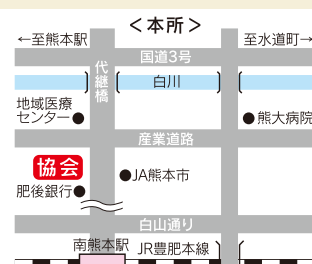 <本所>
←至熊本駅
至水道町→
国道3号
代継橋
白川
地域医療
センター●
●熊大病院
産業道路
協会
●JA熊本市
肥後銀行●
白山通り
南熊本駅
JR豊肥本線